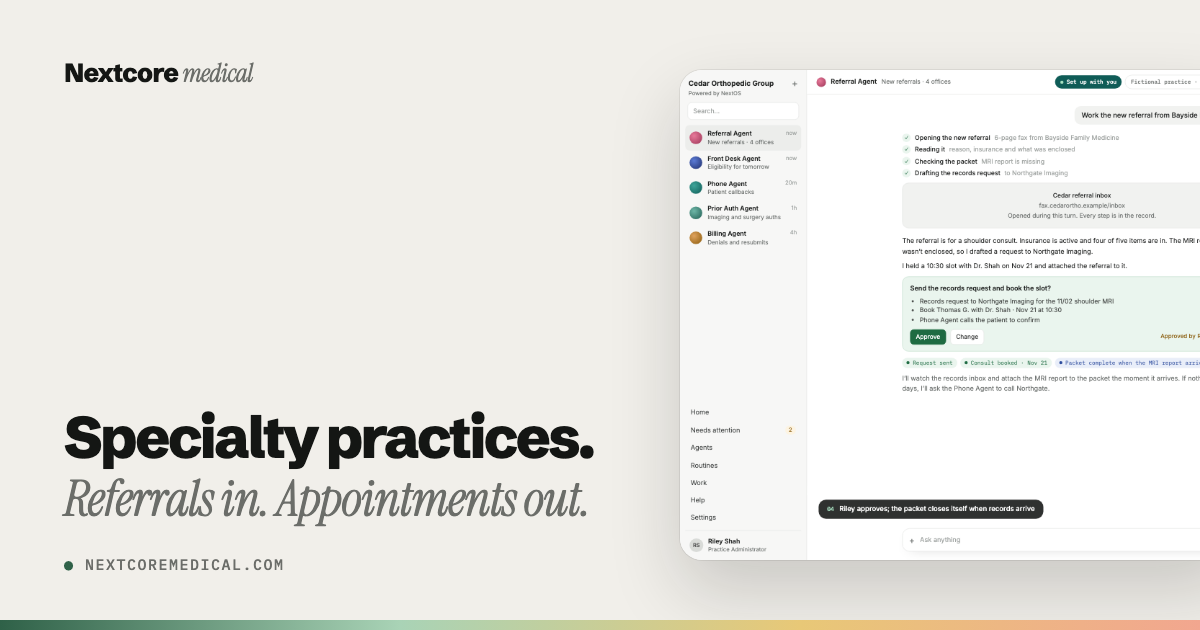 Nextcore medical
Specialty practices.
Referrals in. Appointments out.
NEXTCOREMEDICAL.COM
Cedar Orthopedic Group +
Powered by NextOS
Search...
Referral Agent now
New referrals · 4 offices
Front Desk Agent now
Eligibility for tomorrow
Phone Agent 20m
Patient callbacks
Prior Auth Agent 1h
Imaging and surgery auths
Billing Agent 4h
Denials and resubmits
Home
Needs attention 2
Agents
Routines
Work
Help
Settings
RS Riley Shah
Practice Administrator
Referral Agent New referrals · 4 offices
Set up with you
Fictional practice ·
Work the new referral from Bayside
Opening the new referral 6-page fax from Bayside Family Medicine
Reading it reason, insurance and what was enclosed
Checking the packet MRI report is missing
Drafting the records request to Northgate Imaging
Cedar referral inbox
fax.cedarortho.example/inbox
Opened during this turn. Every step is in the record.
The referral is for a shoulder consult. Insurance is active and four of five items are in. The MRI
wasn't enclosed, so I drafted a request to Northgate Imaging.
I held a 10:30 slot with Dr. Shah on Nov 21 and attached the referral to it.
Send the records request and book the slot?
• Records request to Northgate Imaging for the 11/02 shoulder MRI
• Book Thomas G. with Dr. Shah · Nov 21 at 10:30
• Phone Agent calls the patient to confirm
Approve Change
Approved by
Request sent
Consult booked · Nov 21
Packet complete when the MRI report
I'll watch the records inbox and attach the MRI report to the packet the moment it arrives. If
days, I'll ask the Phone Agent to call Northgate.
04 Riley approves; the packet closes itself when records arrive
+ Ask anything